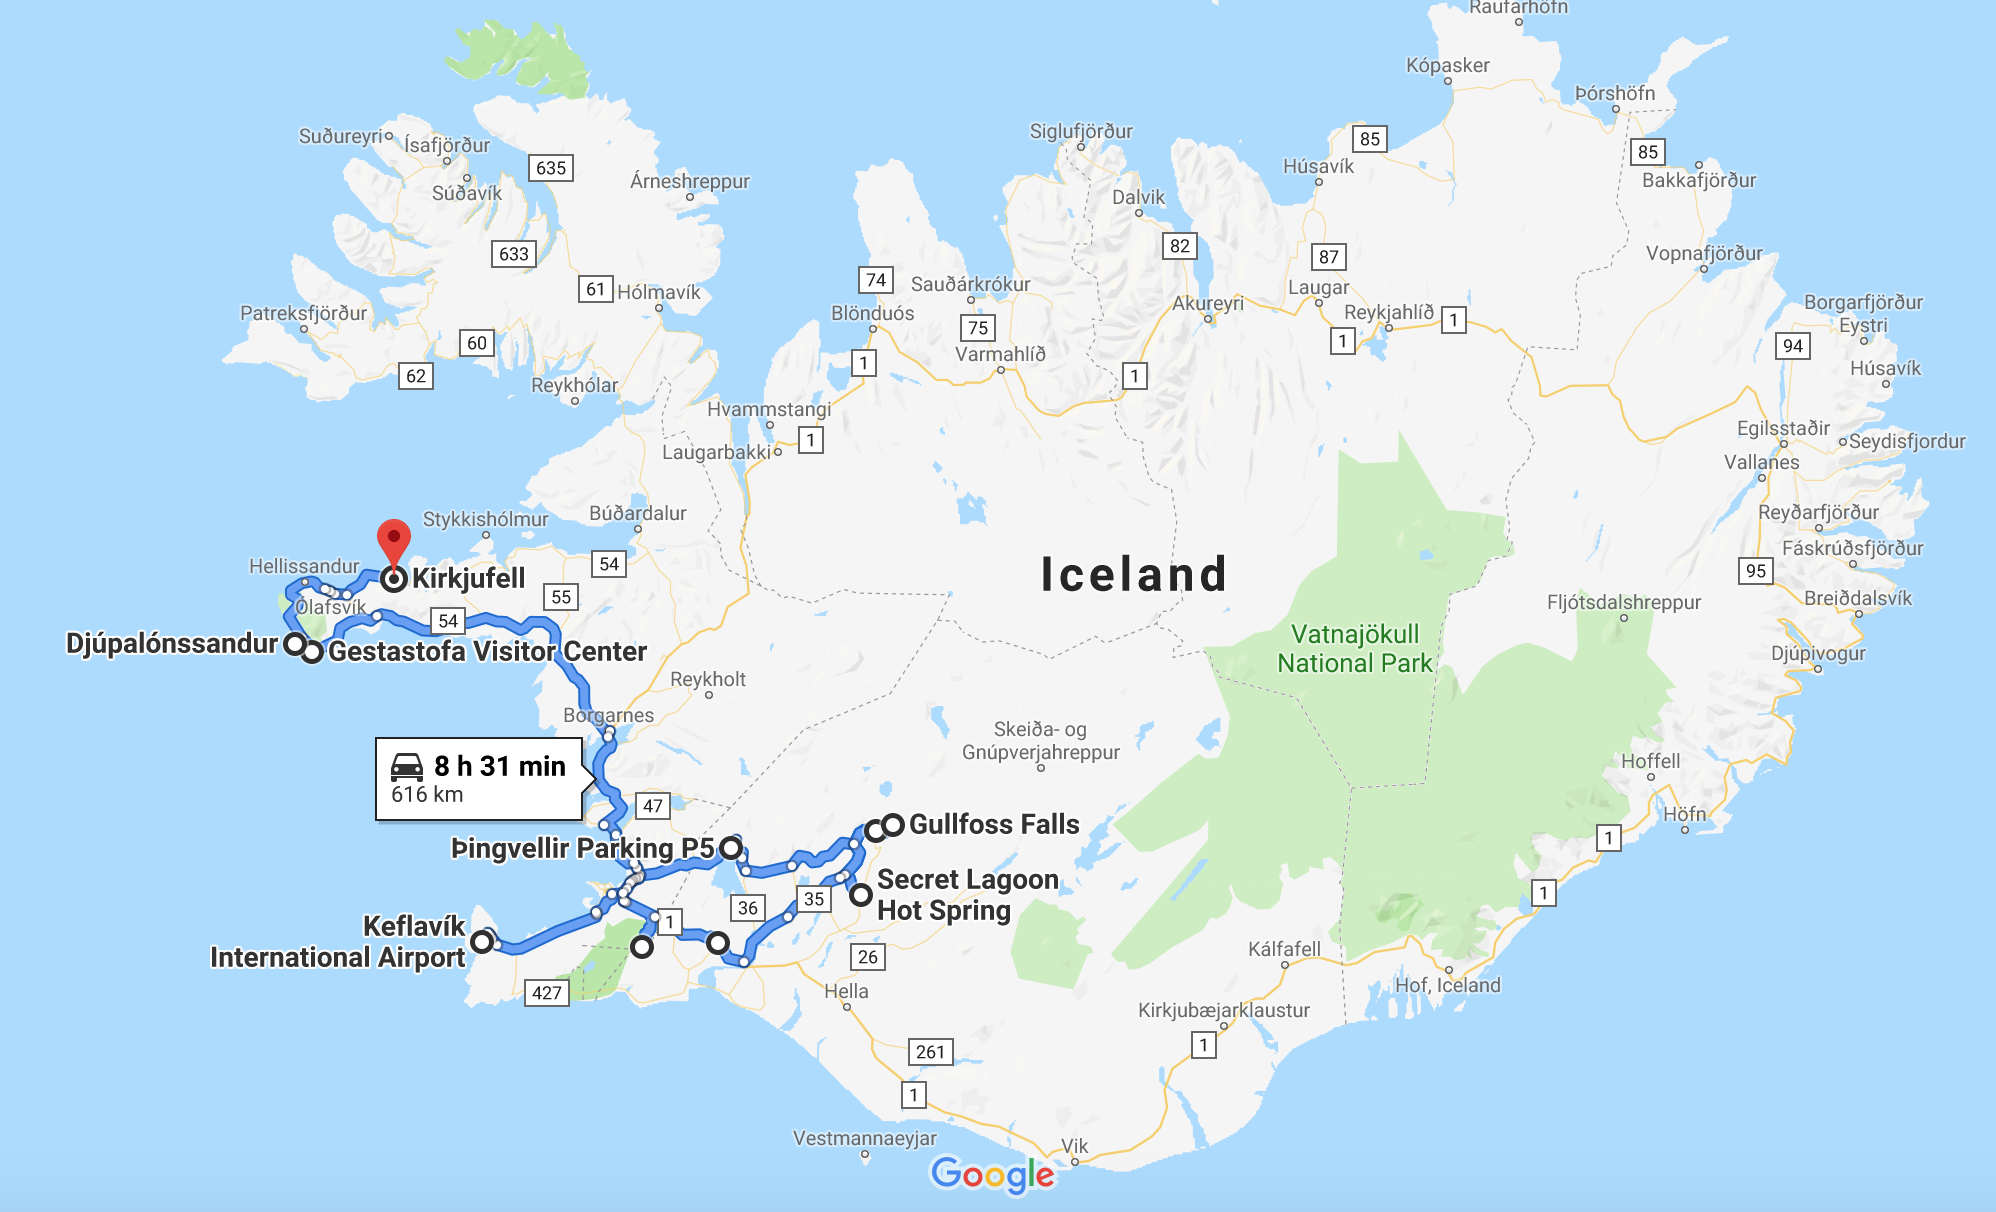 Raufarhöfn
Kópasker
Þórshöfn
Suðureyri
Ísafjörður
Siglufjörður
85
85
635
Árneshreppur
Súðavík
Húsavík
Bakkafjörður
Dalvik
633
82
87
Vopnafjörður
61
Hólmavík
74
Sauðárkrókur
Laugar
Akureyri
Borgarfjörður
Eystri
Patreksfjörður
Blönduós
Reykjahlíð
1
75
1
94
60
Varmahlíð
1
Húsavík
62
1
Reykhólar
Hvammstangi
1
Egilsstaðir
Seydisfjordur
Laugarbakki
Vallanes
Stykkishólmur
Búðardalur
Reyðarfjörður
Fáskrúðsfjörður
Hellissandur
54
Iceland
95
Kirkjufell
55
Ólafsvík
Fljótsdalshreppur
Breiðdalsvík
54
Djúpalónssandur
Gestastofa Visitor Center
Vatnajökull
National Park
Djúpivogur
Reykholt
Borgarnes
Skeiða- og
Gnúpverjahreppur
8 h 31 min
616 km
Hoffell
47
Höfn
Þingvellir Parking P5
Gullfoss Falls
1
Secret Lagoon
Hot Spring
36
35
1
1
Keflavík
International Airport
26
Kálfafell
427
Hella
Hof, Iceland
Kirkjubæjarklaustur
261
1
1
Vestmannaeyjar
Vik
Google